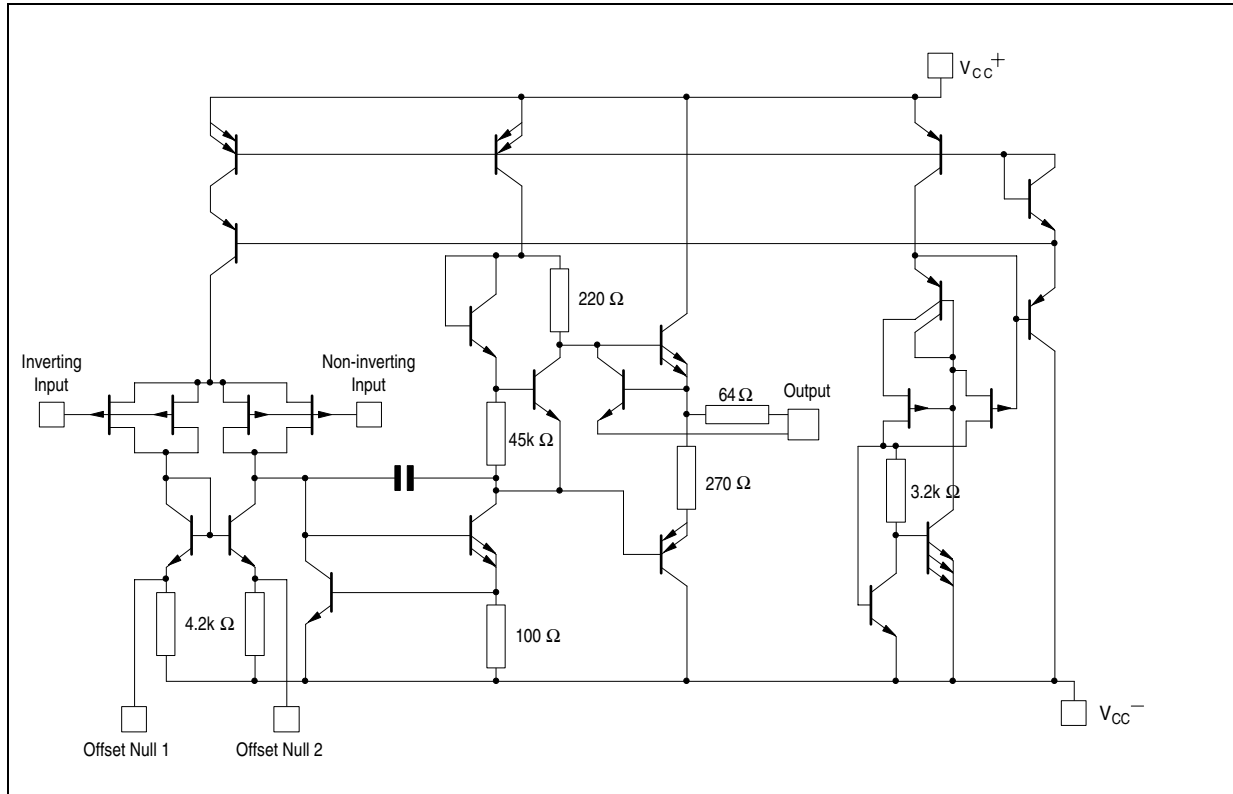 VCC+
220 Ω
Inverting
Input
Non-inverting
Input
64 Ω
Output
45k Ω
270 Ω
3.2k Ω
4.2k Ω
100 Ω
Offset Null 1
Offset Null 2
VCC−